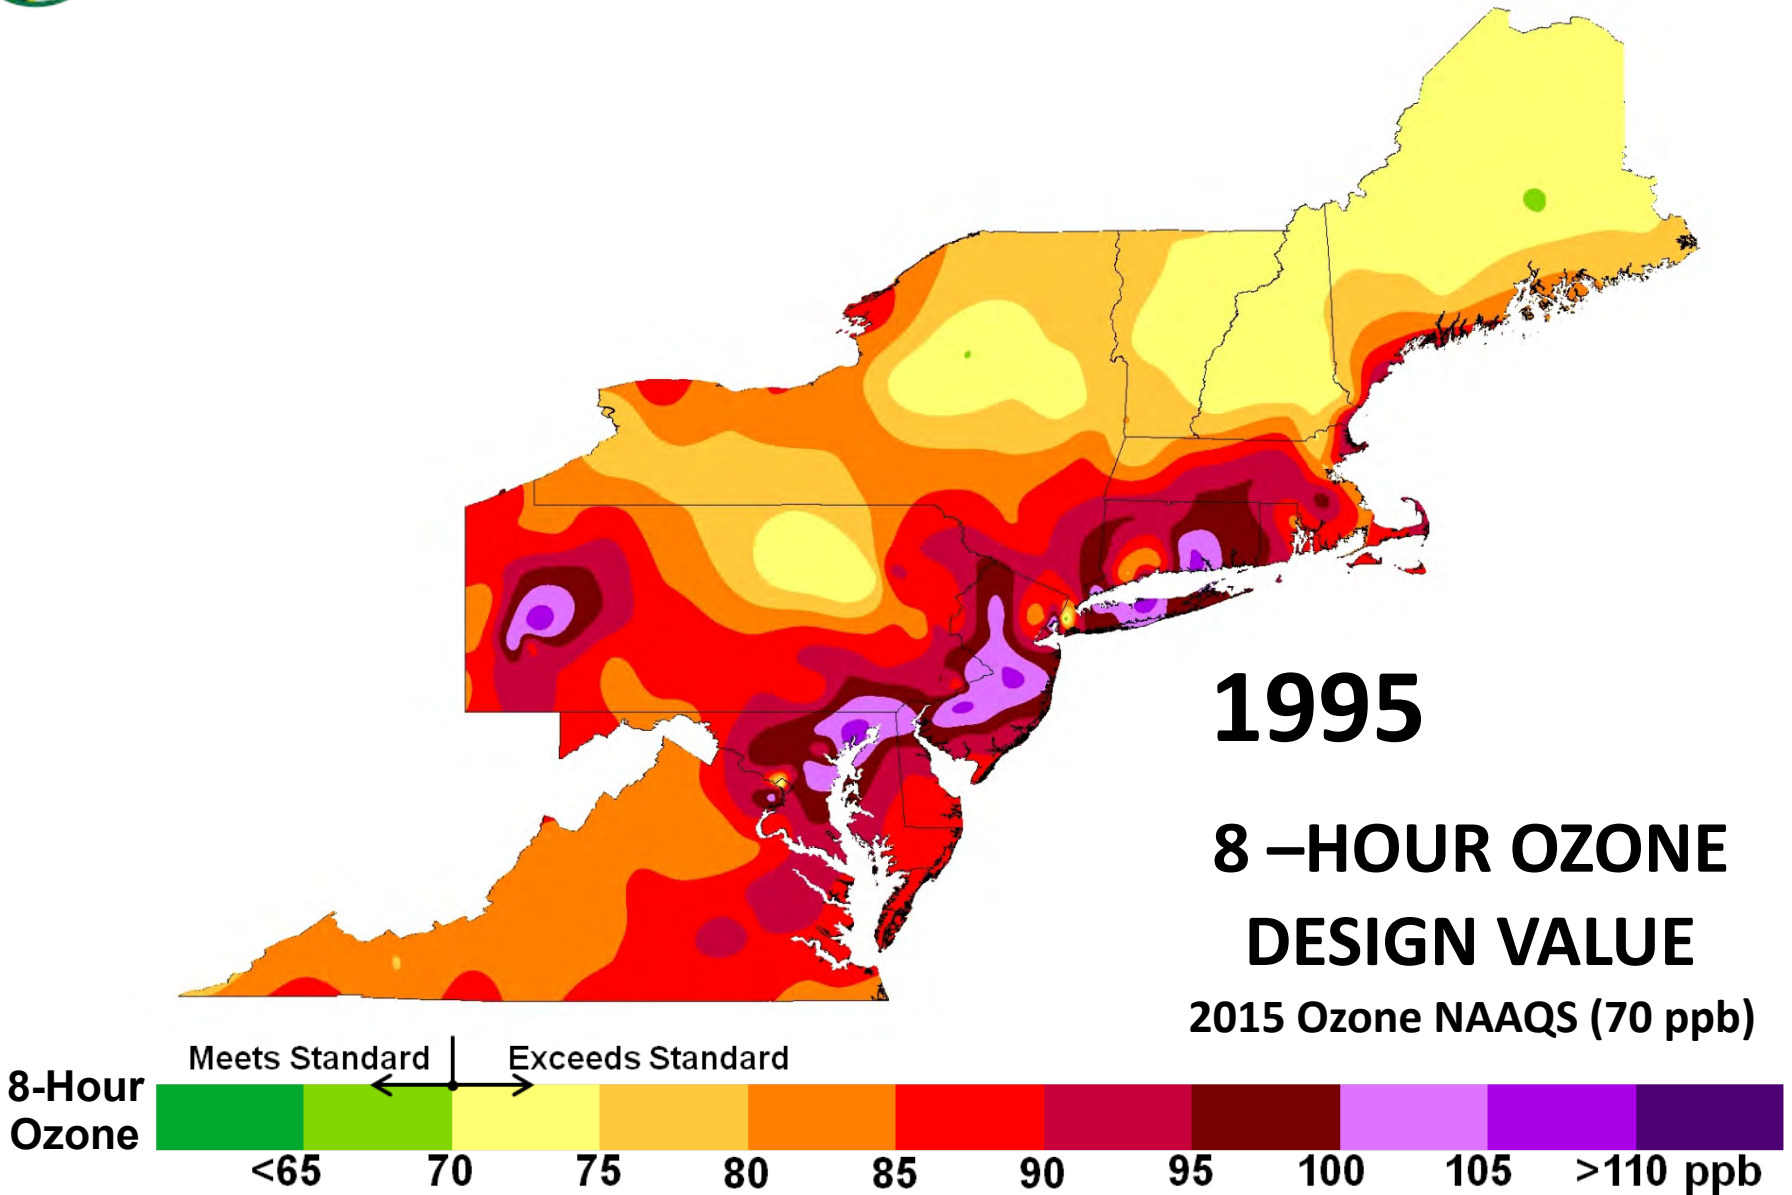 1995
8 –HOUR OZONE
DESIGN VALUE
2015 Ozone NAAQS (70 ppb)
Meets Standard Exceeds Standard
8-Hour
Ozone
<65 70 75 80 85 90 95 100 105 >110 ppb